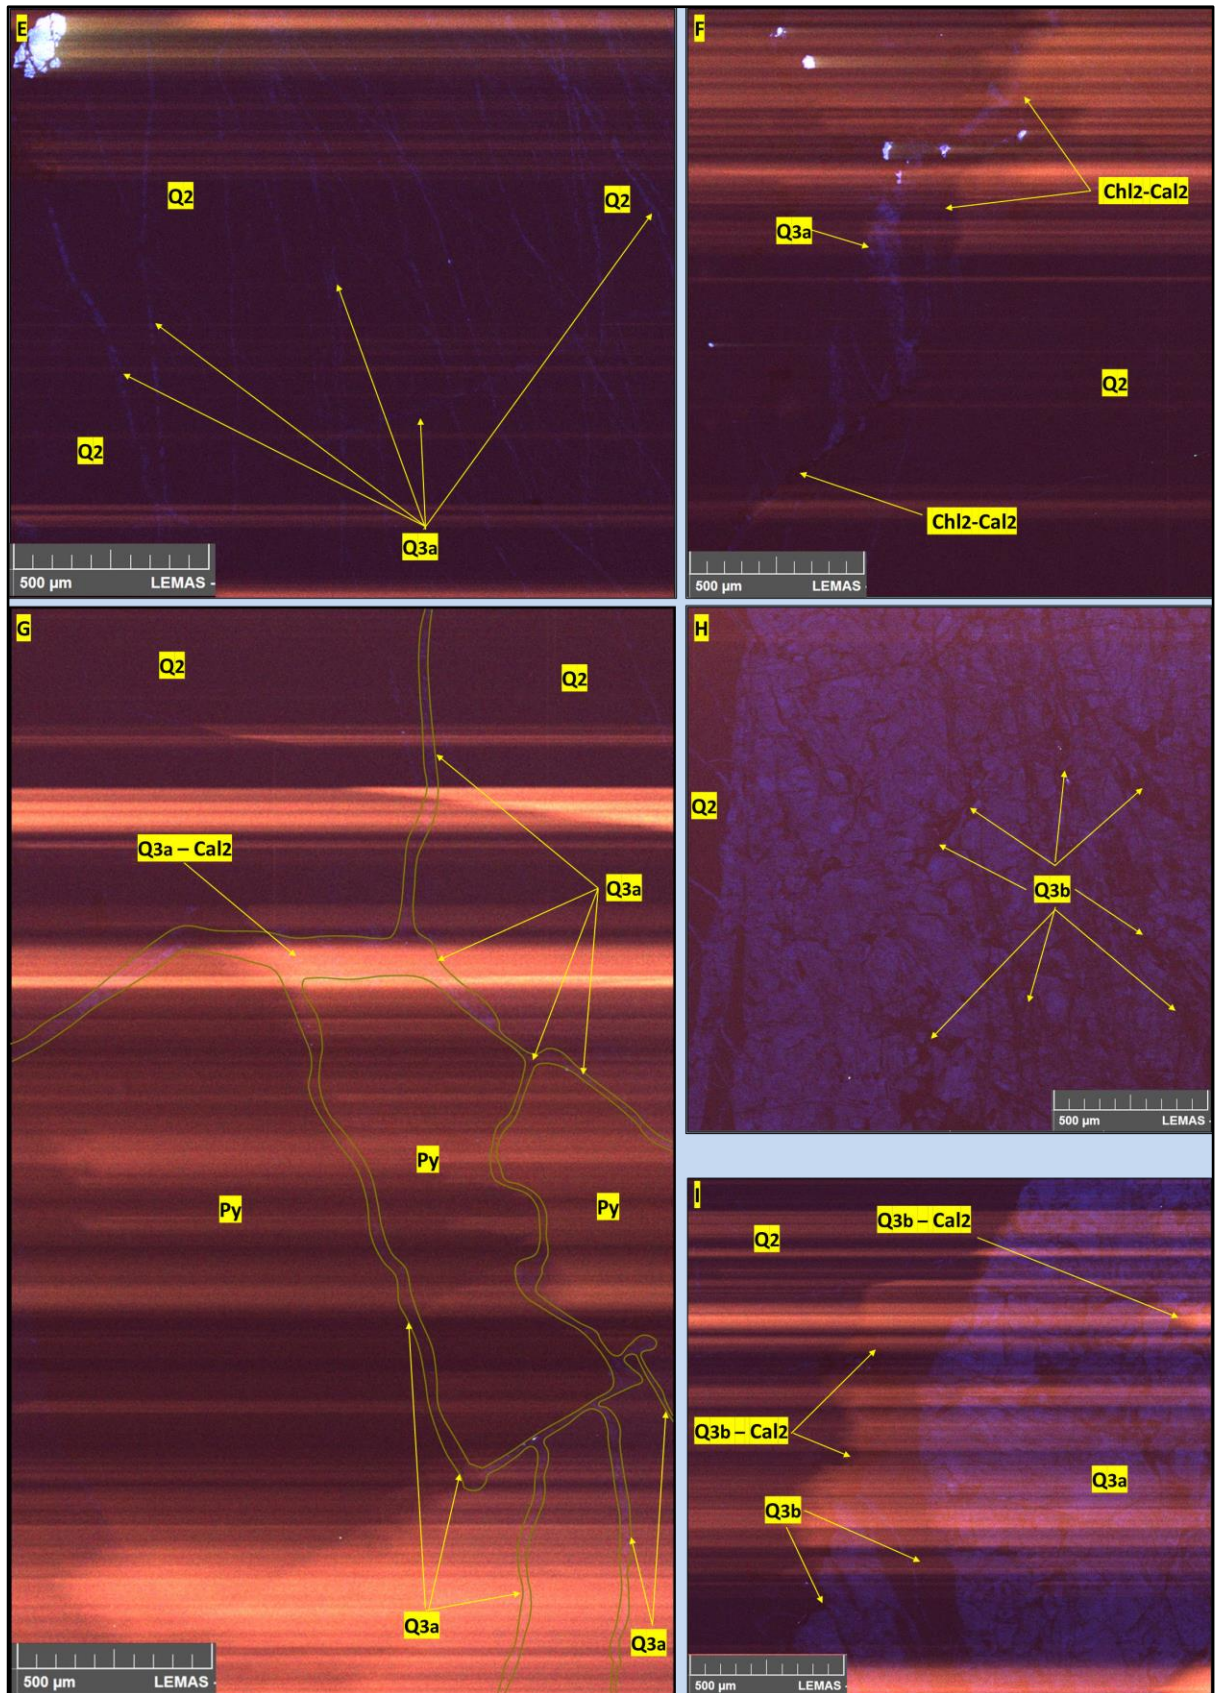 E
Q2
Q2
Q2
Q3a
500 µm LEMAS -
F
Chl2-Cal2
Q3a
Q2
Chl2-Cal2
500 µm LEMAS -
G
Q2
Q2
Q3a – Cal2
Q3a
Py
Py
Py
Q3a
Q3a
500 µm LEMAS -
H
Q2
Q3b
500 µm LEMAS -
I
Q3b – Cal2
Q2
Q3b – Cal2
Q3a
Q3b
500 µm LEMAS -